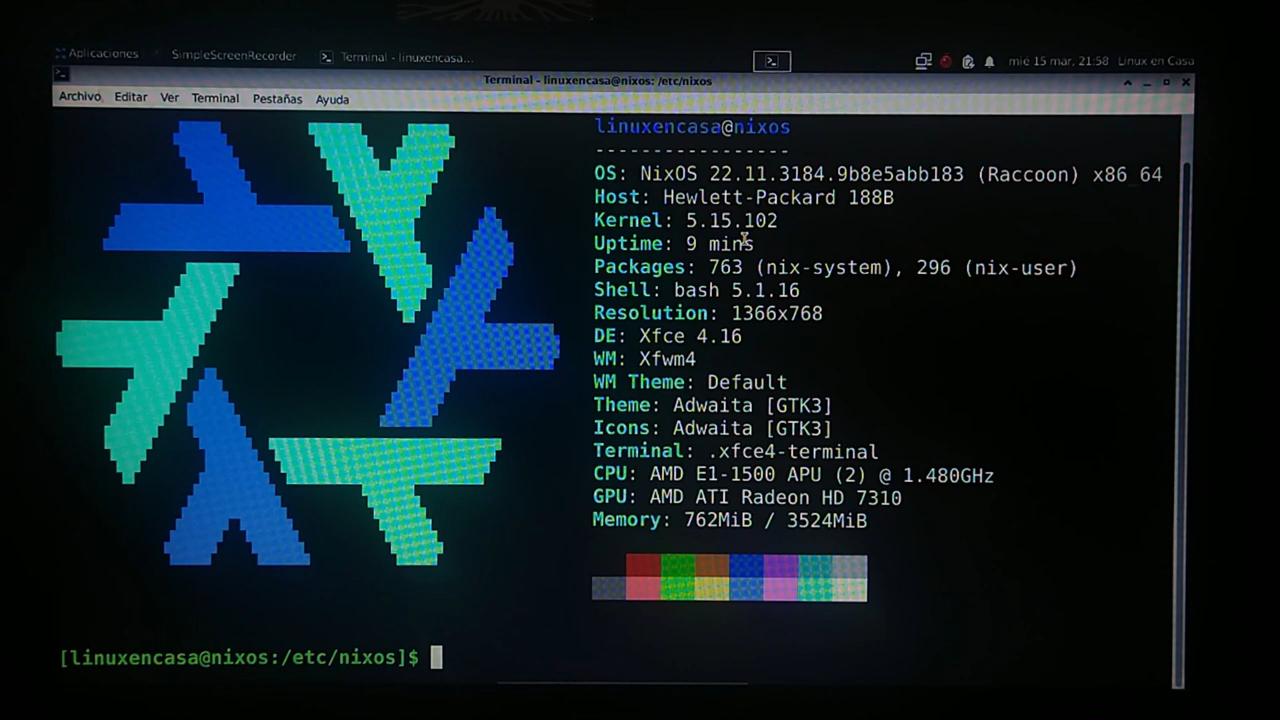 Aplicaciones
SimpleScreenRecorder
Terminal - linuxencasa...
mié 15 mar, 21:58
Linux en Casa
Terminal - linuxencasa@nixos: /etc/nixos
Archivo Editar Ver Terminal Pestañas Ayuda
linuxencasa@nixos
-----------------
OS: NixOS 22.11.3184.9b8e5abb183 (Raccoon) x86_64
Host: Hewlett-Packard 188B
Kernel: 5.15.102
Uptime: 9 mins
Packages: 763 (nix-system), 296 (nix-user)
Shell: bash 5.1.16
Resolution: 1366x768
DE: Xfce 4.16
WM: Xfwm4
WM Theme: Default
Theme: Adwaita [GTK3]
Icons: Adwaita [GTK3]
Terminal: .xfce4-terminal
CPU: AMD E1-1500 APU (2) @ 1.480GHz
GPU: AMD ATI Radeon HD 7310
Memory: 762MiB / 3524MiB
[linuxencasa@nixos:/etc/nixos]$